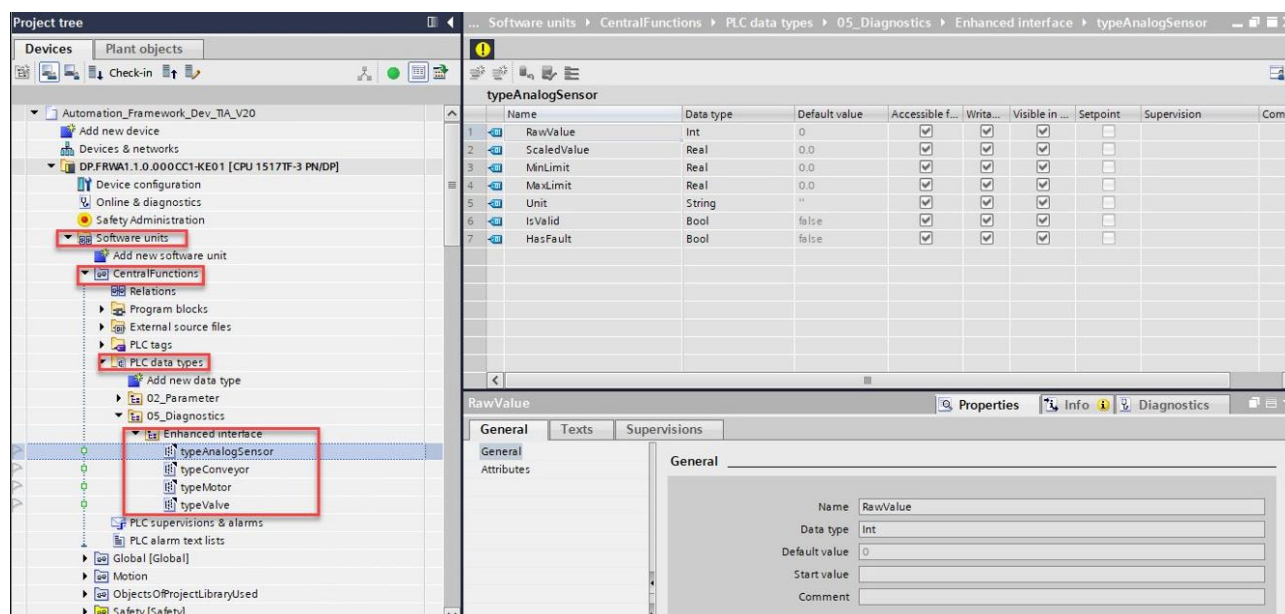 Project tree
Devices
Plant objects
Check-in
Automation_Framework_Dev_TIA_V20
Add new device
Devices & networks
DP.FRWA1.1.0.000CC1-KE01 [CPU 1517TF-3 PN/DP]
Device configuration
Online & diagnostics
Safety Administration
Software units
Add new software unit
CentralFunctions
Relations
Program blocks
External source files
PLC tags
PLC data types
Add new data type
02_Parameter
05_Diagnostics
Enhanced interface
typeAnalogSensor
typeConveyor
typeMotor
typeValve
PLC supervisions & alarms
PLC alarm text lists
Global [Global]
Motion
ObjectsOfProjectLibraryUsed
Safety [Safety]
... Software units ▸ CentralFunctions ▸ PLC data types ▸ 05_Diagnostics ▸ Enhanced interface ▸ typeAnalogSensor
typeAnalogSensor
Name Data type Default value Accessible f... Writa... Visible in ... Setpoint Supervision Com
1 RawValue Int 0
2 ScaledValue Real 0.0
3 MinLimit Real 0.0
4 MaxLimit Real 0.0
5 Unit String ''
6 IsValid Bool false
7 HasFault Bool false
RawValue
Properties Info Diagnostics
General Texts Supervisions
General
Attributes
General
Name RawValue
Data type Int
Default value 0
Start value
Comment